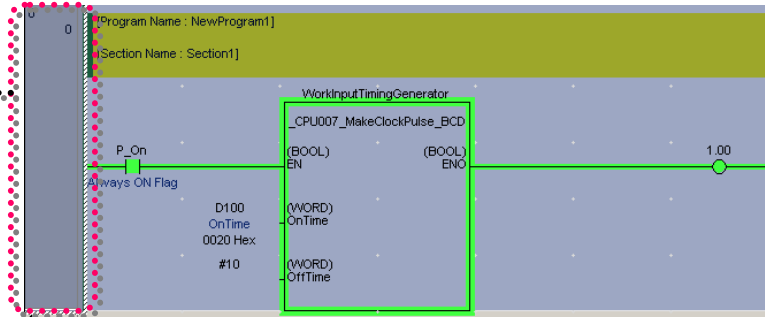 0
0
[Program Name : NewProgram1]
[Section Name : Section1]
WorkInputTimingGenerator
_CPU007_MakeClockPulse_BCD
P_On
(BOOL)
(BOOL)
1.00
EN
ENO
Always ON Flag
D100
(WORD)
OnTime
OnTime
0020 Hex
#10
(WORD)
OffTime